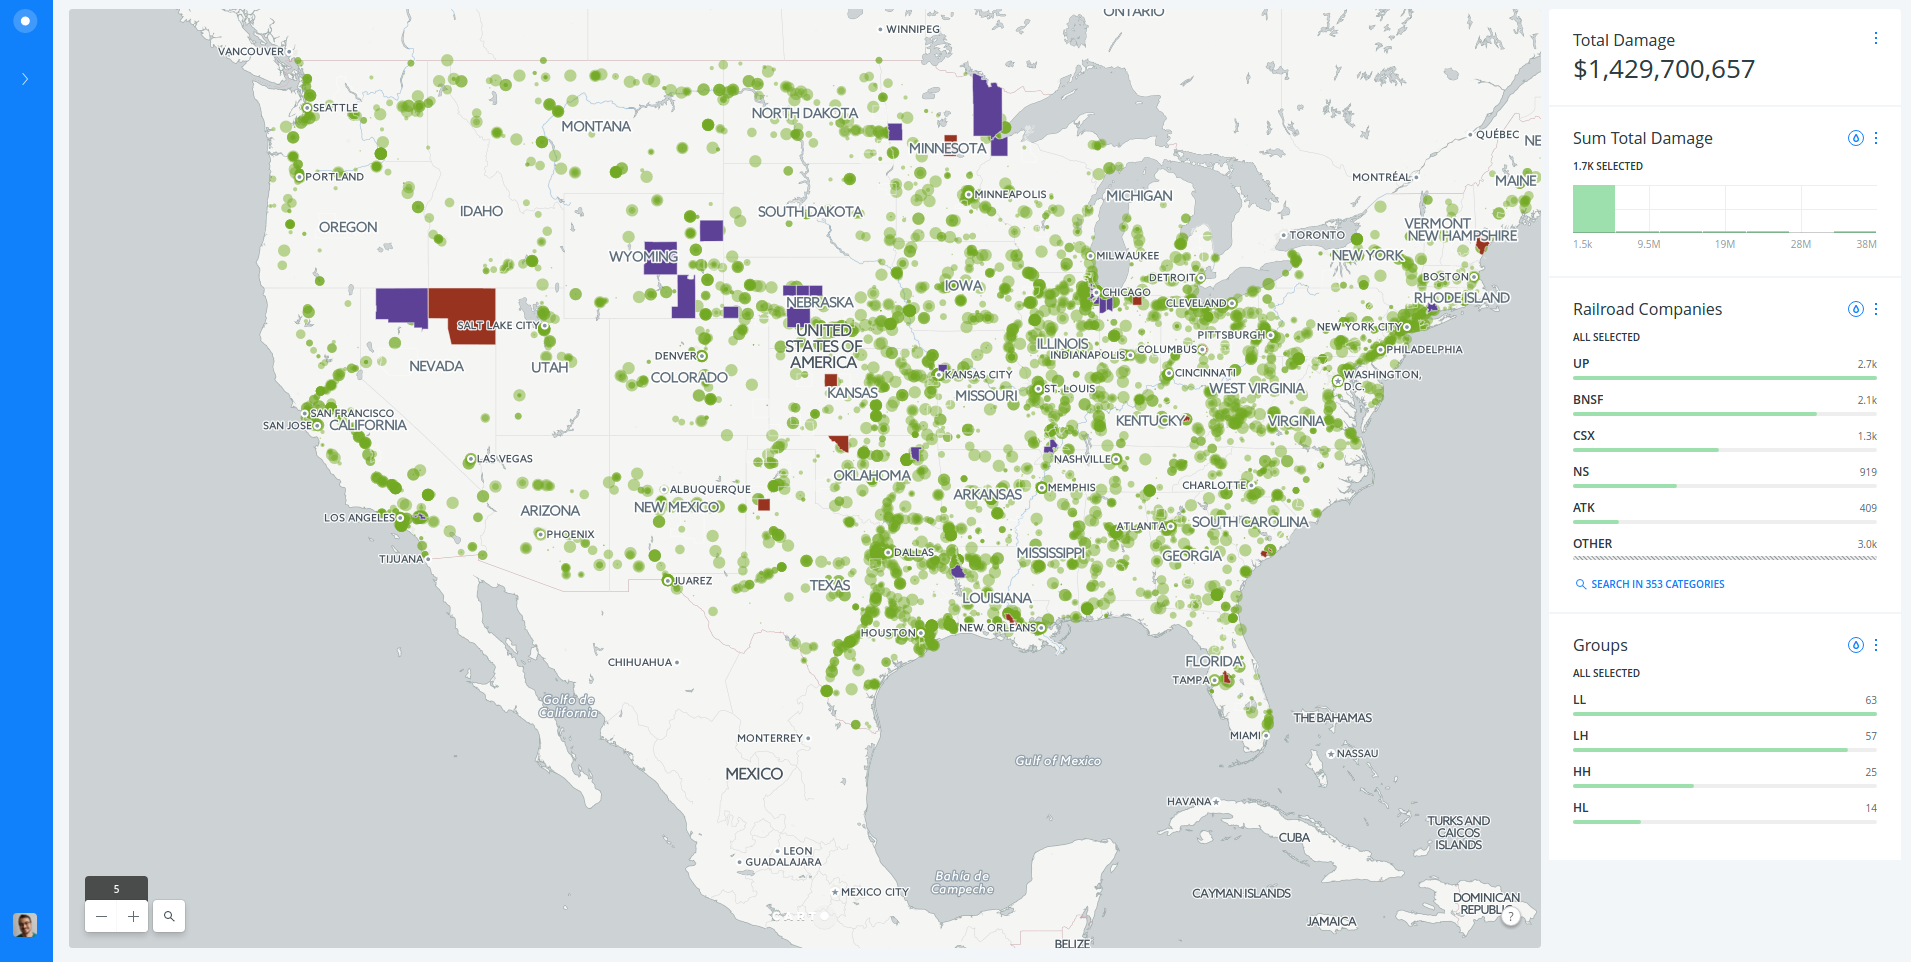 ONTARIO
WINNIPEG
VANCOUVER
SEATTLE
NORTH DAKOTA
MONTANA
QUÉBEC
NE
MINNESOTA
PORTLAND
MONTRÉAL
MAINE
MINNEAPOLIS
MICHIGAN
IDAHO
SOUTH DAKOTA
OREGON
VERMONT
NEW HAMPSHIRE
TORONTO
WYOMING
MILWAUKEE
NEW YORK
DETROIT
BOSTON
IOWA
CHICAGO
RHODE ISLAND
NEBRASKA
CLEVELAND
SALT LAKE CITY
UNITED
STATES OF
AMERICA
NEW YORK CITY
PITTSBURGH
ILLINOIS
INDIANAPOLIS
COLUMBUS
PHILADELPHIA
DENVER
NEVADA
UTAH
COLORADO
KANSAS CITY
CINCINNATI
WASHINGTON,
D.C.
KANSAS
MISSOURI
ST. LOUIS
WEST VIRGINIA
SAN FRANCISCO
SAN JOSE
CALIFORNIA
KENTUCKY
VIRGINIA
LAS VEGAS
NASHVILLE
OKLAHOMA
ALBUQUERQUE
ARKANSAS
MEMPHIS
CHARLOTTE
ARIZONA
NEW MEXICO
LOS ANGELES
ATLANTA
SOUTH CAROLINA
PHOENIX
DALLAS
MISSISSIPPI
GEORGIA
TIJUANA
JUAREZ
TEXAS
LOUISIANA
HOUSTON
NEW ORLEANS
CHIHUAHUA
FLORIDA
TAMPA
Golfo de
California
THE BAHAMAS
MONTERREY
MIAMI
NASSAU
Gulf of Mexico
MEXICO
HAVANA
TURKS AND
CAICOS
ISLANDS
CUBA
LEON
GUADALAJARA
Bahía de
Campeche
MEXICO CITY
CAYMAN ISLANDS
DOMINICAN
REPUBLIC
JAMAICA
BELIZE
5
?
Total Damage
$1,429,700,657
Sum Total Damage
1.7K SELECTED
1.5k 9.5M 19M 28M 38M
Railroad Companies
ALL SELECTED
UP 2.7k
BNSF 2.1k
CSX 1.3k
NS 919
ATK 409
OTHER 3.0k
SEARCH IN 353 CATEGORIES
Groups
ALL SELECTED
LL 63
LH 57
HH 25
HL 14